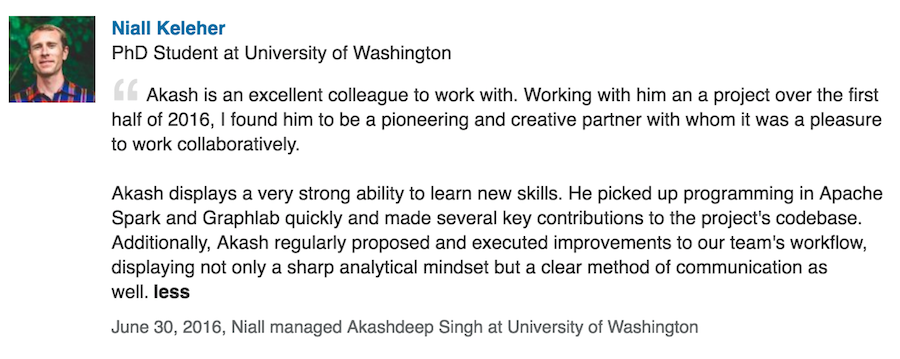 Niall Keleher
PhD Student at University of Washington
“ Akash is an excellent colleague to work with. Working with him an a project over the first
half of 2016, I found him to be a pioneering and creative partner with whom it was a pleasure
to work collaboratively.
Akash displays a very strong ability to learn new skills. He picked up programming in Apache
Spark and Graphlab quickly and made several key contributions to the project's codebase.
Additionally, Akash regularly proposed and executed improvements to our team's workflow,
displaying not only a sharp analytical mindset but a clear method of communication as
well. less
June 30, 2016, Niall managed Akashdeep Singh at University of Washington